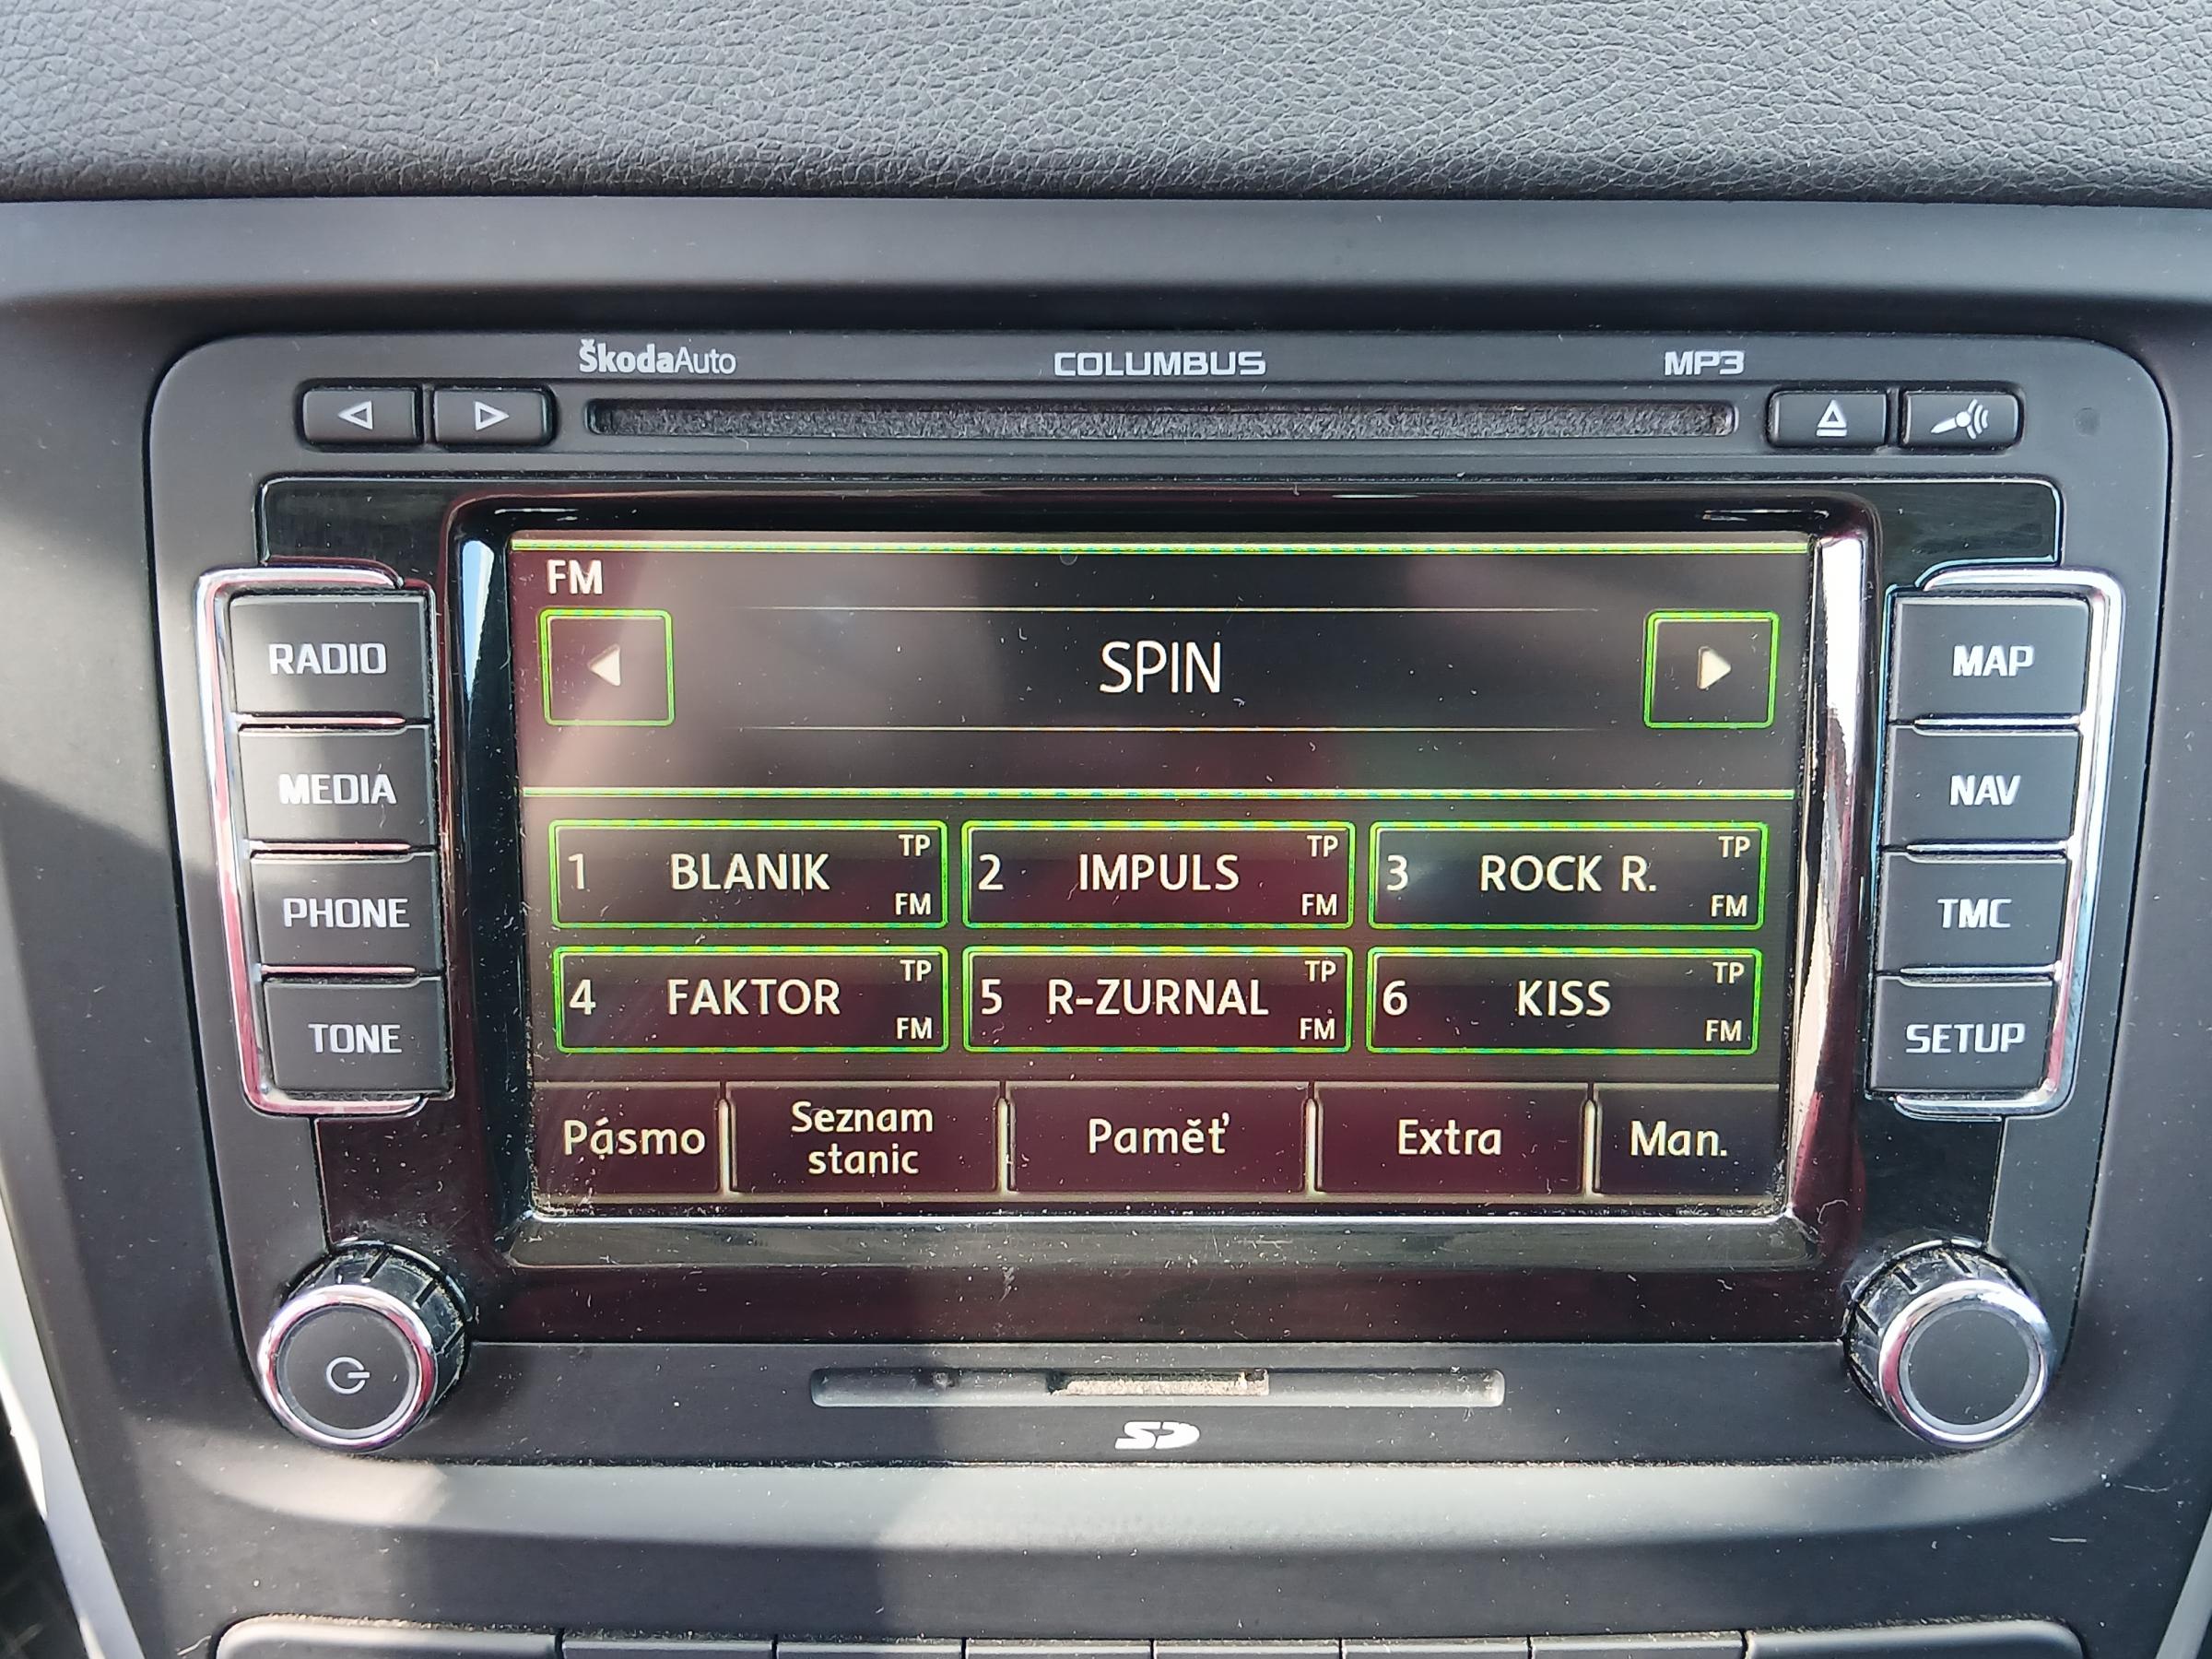 ŠkodaAuto COLUMBUS MP3
FM
SPIN
RADIO
MEDIA
PHONE
TONE
1 BLANIK TP FM
2 IMPULS TP FM
3 ROCK R. TP FM
4 FAKTOR TP FM
5 R-ZURNAL TP FM
6 KISS TP FM
Pásmo
Seznam
stanic
Paměť
Extra
Man.
MAP
NAV
TMC
SETUP
SD